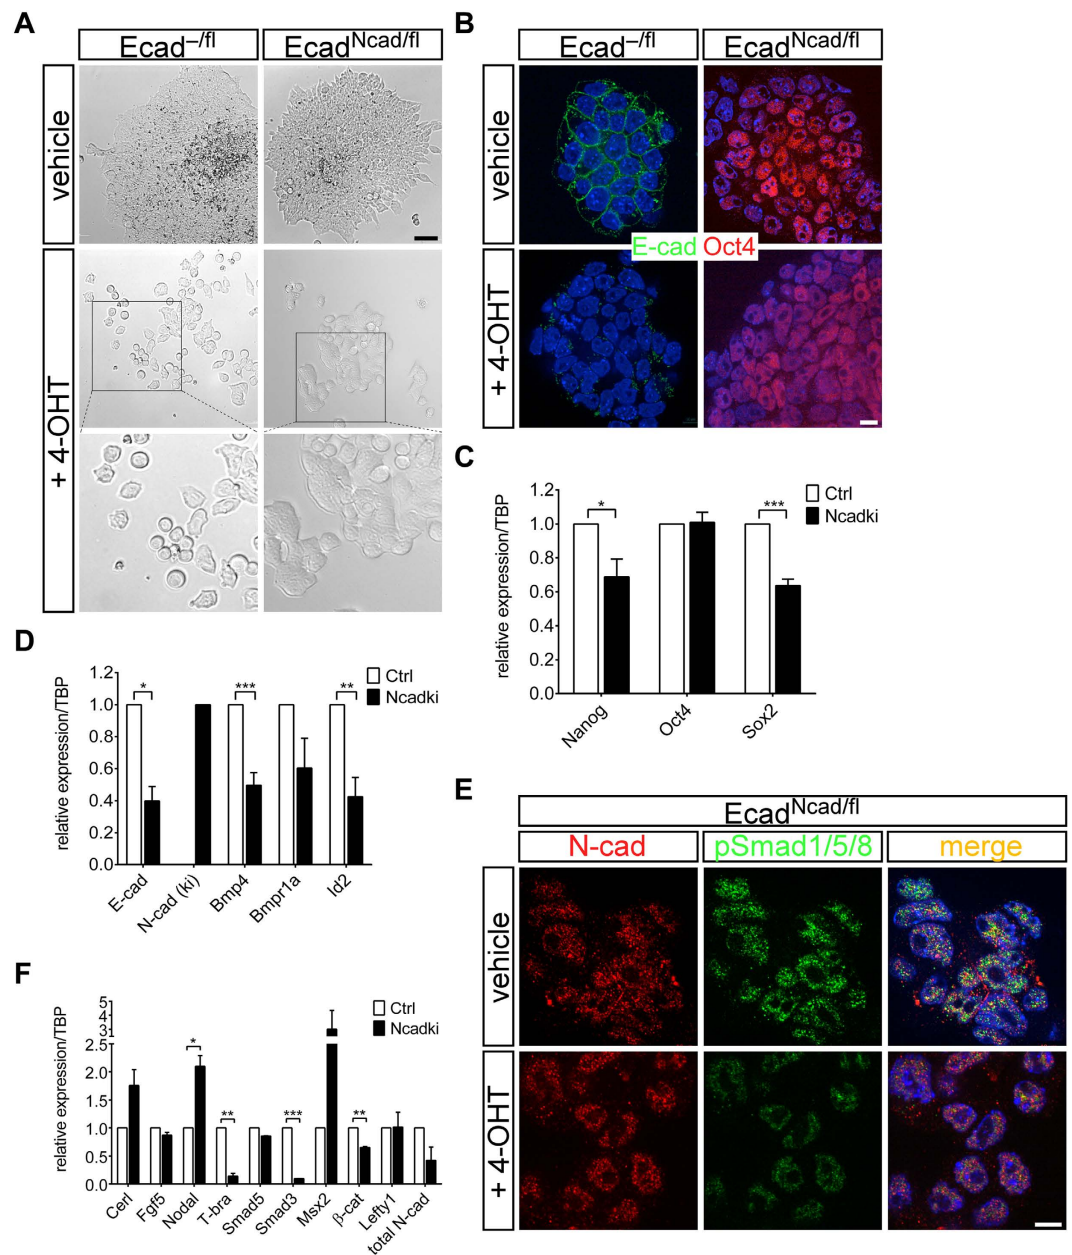 A
Ecad–/fl
EcadNcad/fl
vehicle
+ 4-OHT
B
Ecad–/fl
EcadNcad/fl
vehicle
E-cad Oct4
+ 4-OHT
C
relative expression/TBP
1.2
1.0
0.8
0.6
0.4
0.2
0.0
*
***
Ctrl
Ncadki
Nanog
Oct4
Sox2
D
relative expression/TBP
1.2
1.0
0.8
0.6
0.4
0.2
0.0
*
***
**
Ctrl
Ncadki
E-cad
N-cad (ki)
Bmp4
Bmpr1a
Id2
E
EcadNcad/fl
N-cad
pSmad1/5/8
merge
vehicle
+ 4-OHT
F
relative expression/TBP
5
4
3
2.5
2.0
1.5
1.0
0.5
0.0
*
**
***
**
Ctrl
Ncadki
Cerl
Fgf5
Nodal
T-bra
Smad5
Smad3
Msx2
β-cat
Lefty1
total N-cad